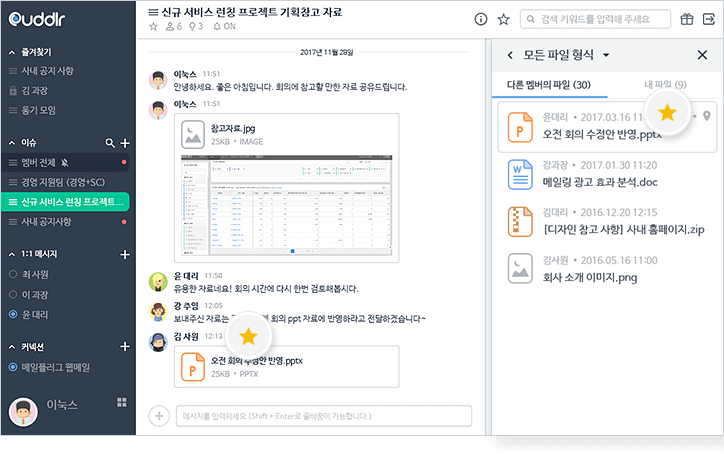 Quddlr
즐겨찾기
사내 공지 사항
김 과장
동기 모임
이슈
멤버 전체
경영 지원팀 (경영+SC)
신규 서비스 런칭 프로젝트...
사내 공지사항
1:1 메시지
최 사원
이 과장
윤 대리
커넥션
메일플러그 웹메일
이눅스
신규 서비스 런칭 프로젝트 기획참고 자료
6 3 ON
검색 키워드를 입력해 주세요
2017년 11월 28일
이눅스 11:51
안녕하세요. 좋은 아침입니다. 회의에 참고할 만한 자료 공유드립니다.
이눅스 11:51
참고자료.jpg
25KB • IMAGE
윤 대리 11:58
유용한 자료네요! 회의 시간에 다시 한번 검토해봅시다.
강 주임 12:05
보내주신 자료는 회의 ppt 자료에 반영하라고 전달하겠습니다~
김 사원 12:13
오전 회의 수정안 반영.pptx
25KB • PPTX
메시지를 입력하세요 (Shift + Enter로 줄바꿈이 가능합니다.)
모든 파일 형식
다른 멤버의 파일 (30)
내 파일 (9)
윤대리 • 2017.03.16 11
오전 회의 수정안 반영.pptx
강과장 • 2017.01.30 11:20
메일링 광고 효과 분석.doc
김대리 • 2016.12.20 12:15
[디자인 참고 사항] 사내 홈페이지.zip
김사원 • 2016.05.16 11:00
회사 소개 이미지.png